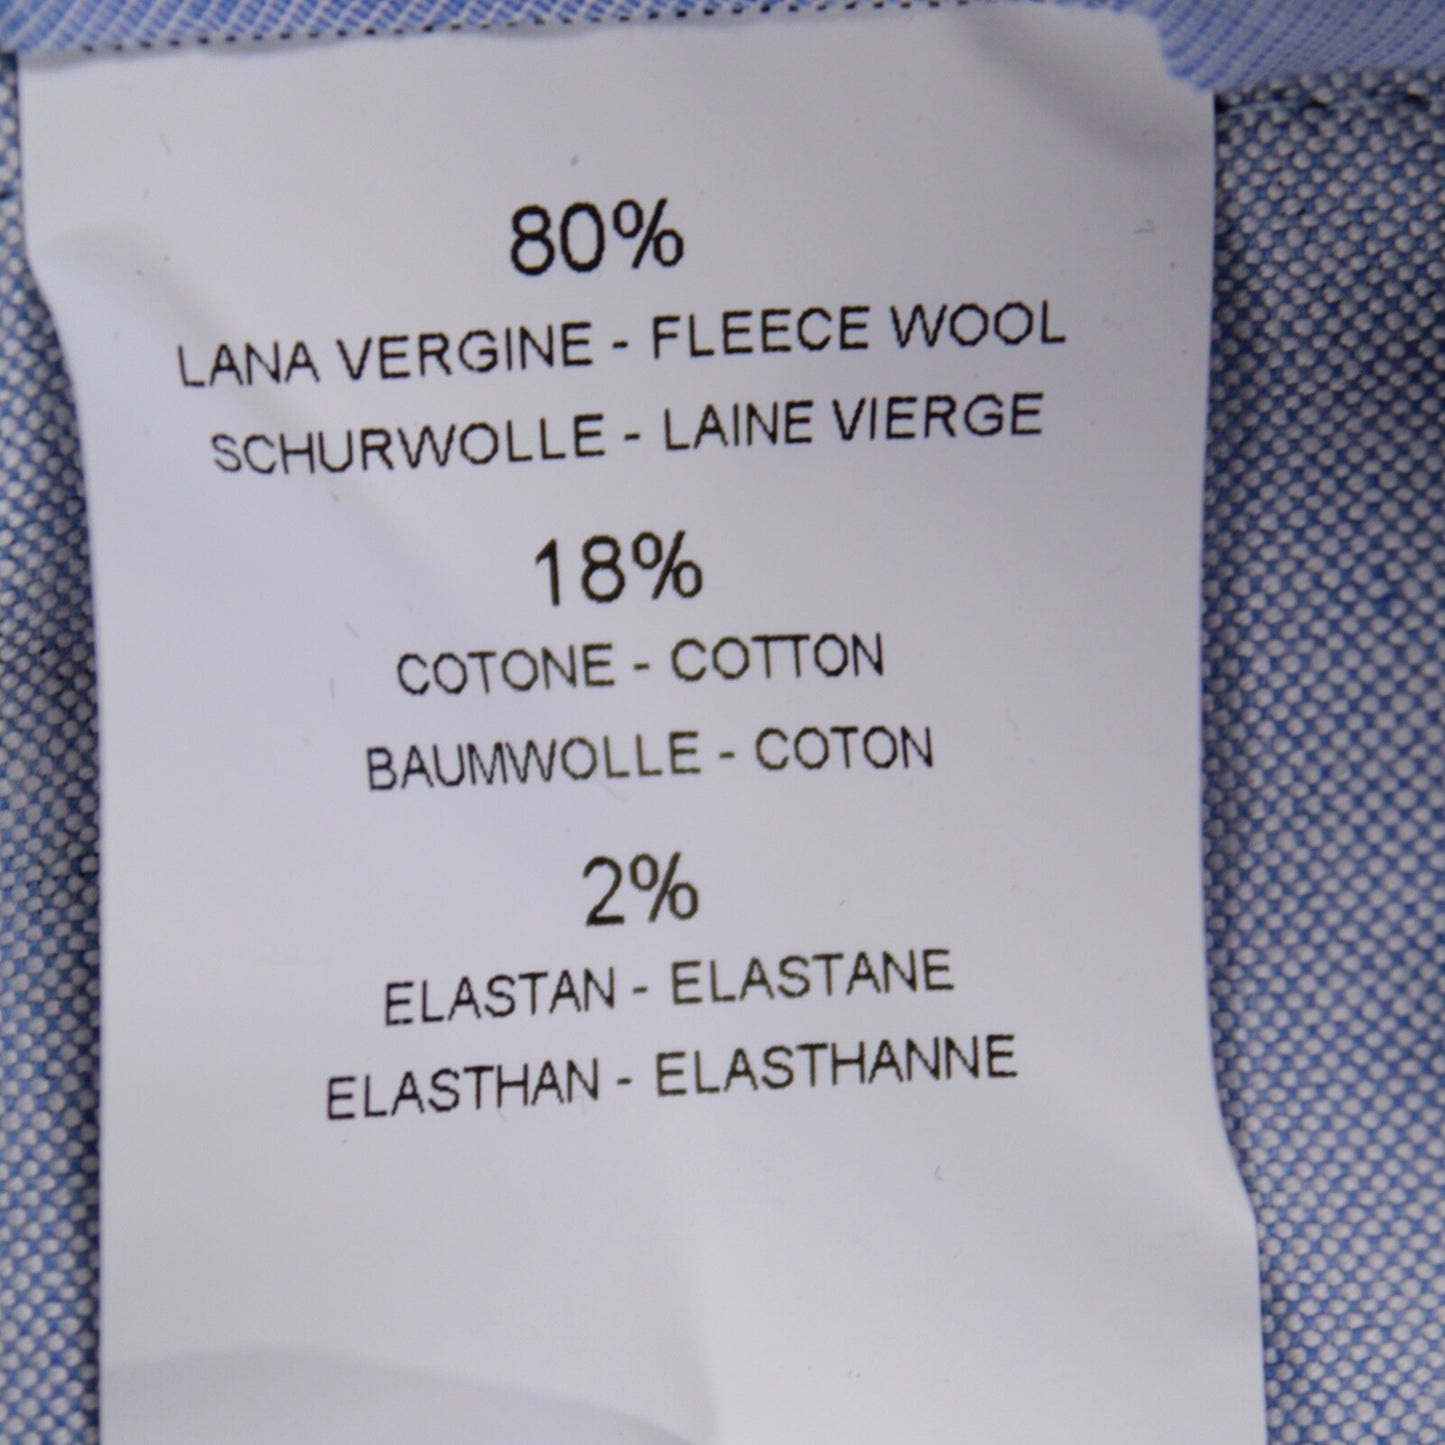 80%
LANA VERGINE - FLEECE WOOL
SCHURWOLLE - LAINE VIERGE
18%
COTONE - COTTON
BAUMWOLLE - COTON
2%
ELASTAN - ELASTANE
ELASTHAN - ELASTHANNE